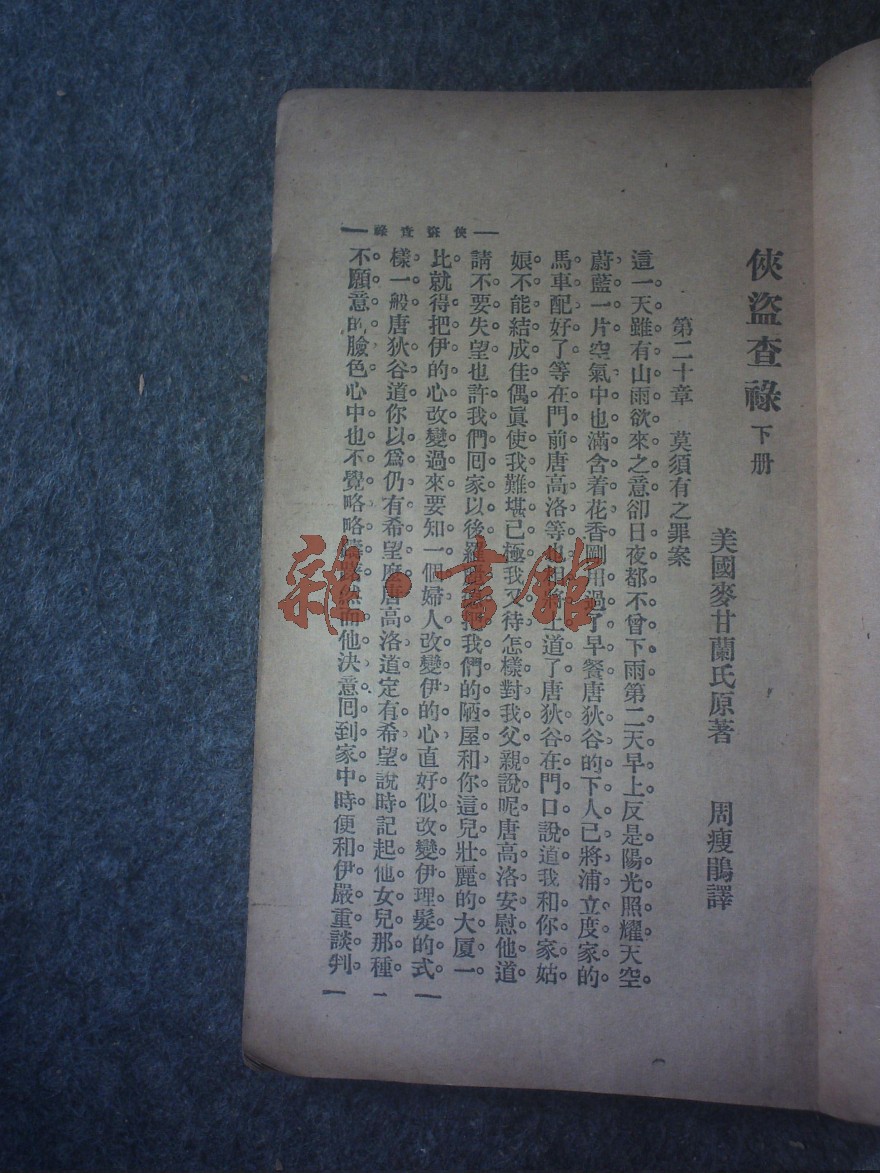 俠盜查祿 下册
美國麥甘蘭氏原著 周瘦鵑譯
第二十章 莫須有之罪案
這一天雖有山雨欲來之意卻日夜都不曾下雨。第二天早上反是陽光照耀天空。
蔚藍一片空氣中也滿含着花香剛用過了早餐唐狄谷的下人已將浦立度家的
馬車配好了等在門前唐高洛等也和將上道了唐狄谷在門口說道我和你家姑
娘不能結成佳偶眞使我難堪已極我又待怎樣對我父親說呢唐高洛安慰他道
請不要失望也許我們回家以後羅 我們的陋屋和你這兒壯麗的大厦一
比就得把伊的心改變過來要知一個婦人改變伊的心直好似改變伊理髮的式
樣一般唐狄谷道你以爲仍有希望麽唐高洛道定有希望說時記起他女兒那種
不願意的臉色心中也不覺略略 然而他決意回到家中時便和伊嚴重談判
俠盜查祿
一
雜·書館